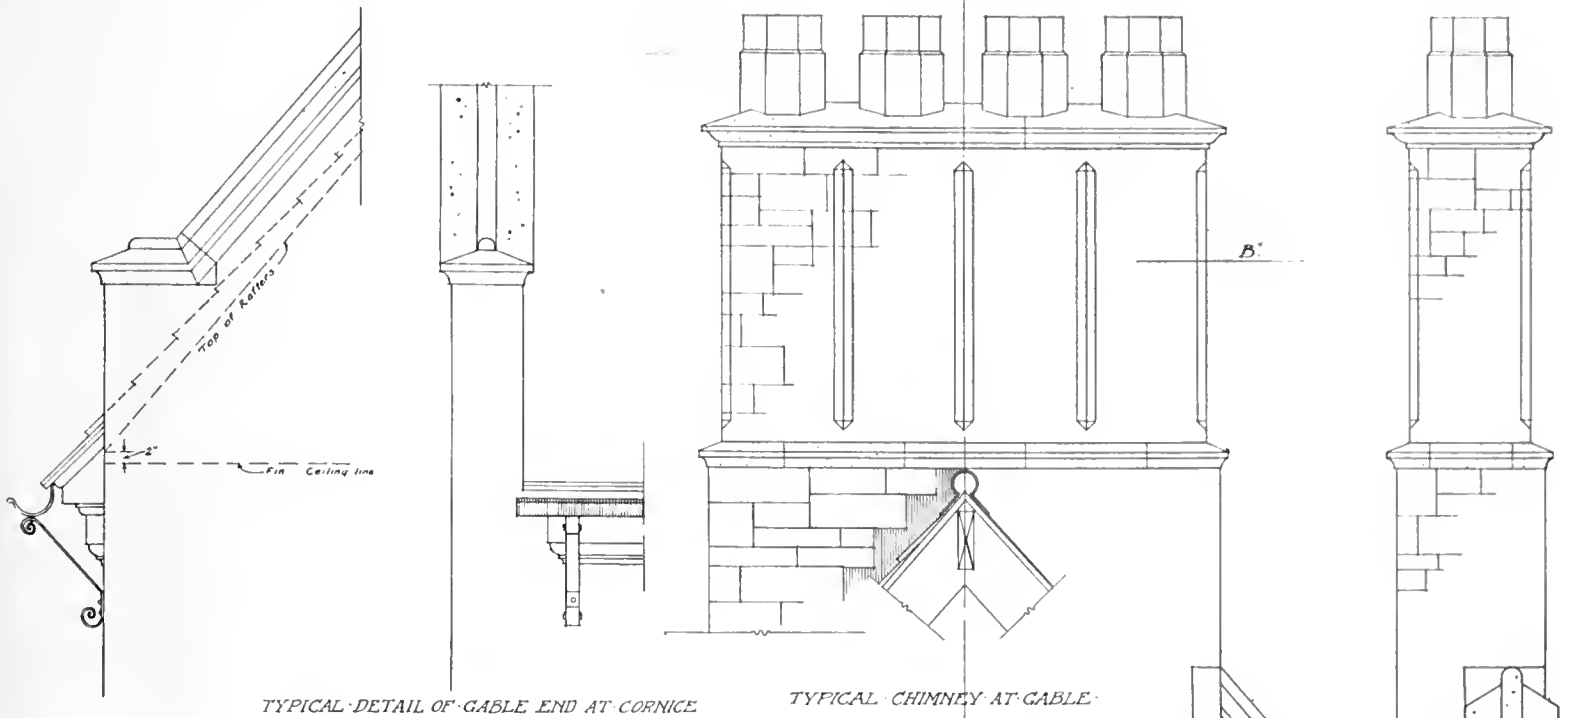 B'
Top of Rafters
2"
Fin Ceiling line
TYPICAL·DETAIL OF·GABLE END AT·CORNICE
TYPICAL·CHIMNEY·AT·GABLE·